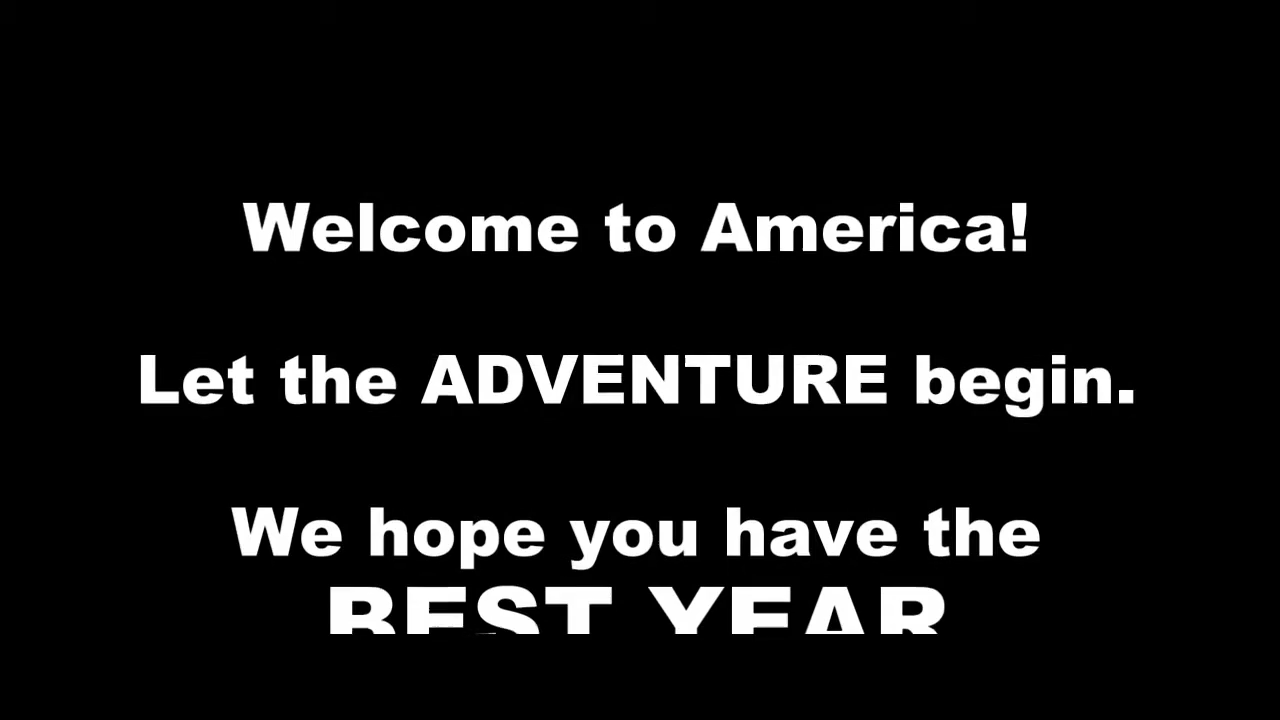 Welcome to America!
Let the ADVENTURE begin.
We hope you have the
BEST YEAR